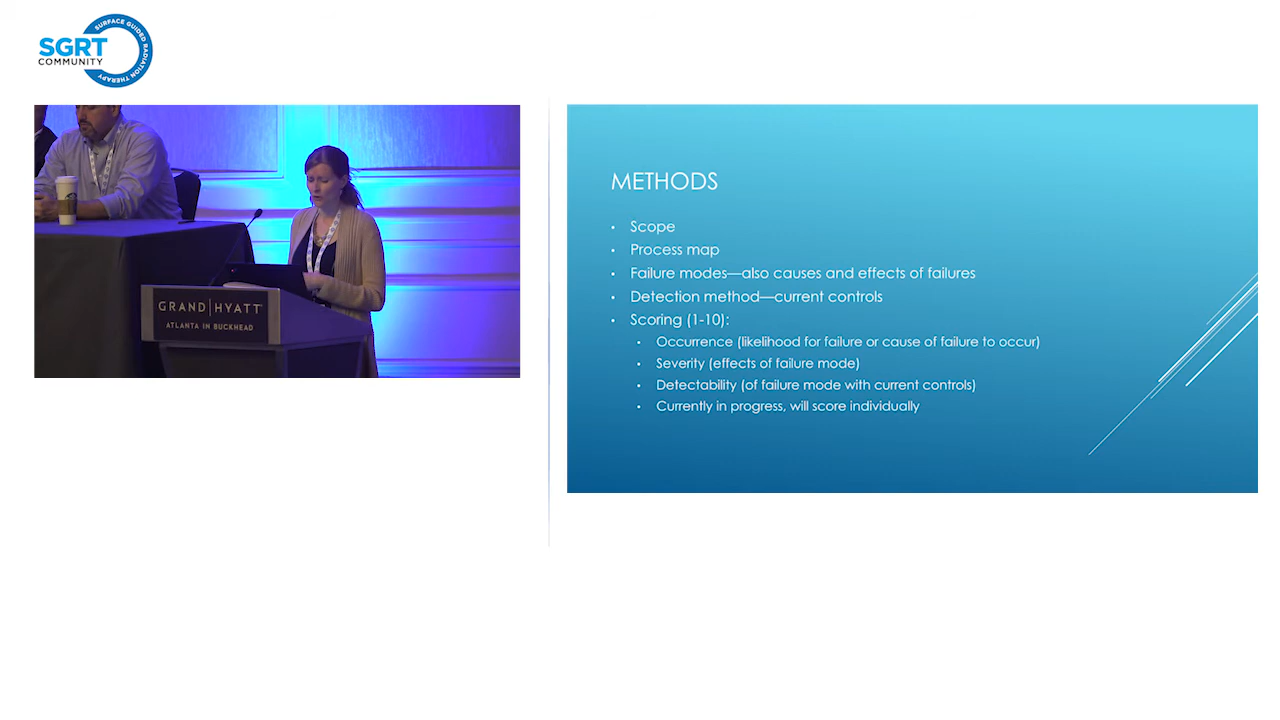 SURFACE GUIDED RADIATION THERAPY
SGRT
COMMUNITY
GRAND HYATT
ATLANTA IN BUCKHEAD
METHODS
Scope
Process map
Failure modes—also causes and effects of failures
Detection method—current controls
Scoring (1-10):
Occurrence (likelihood for failure or cause of failure to occur)
Severity (effects of failure mode)
Detectability (of failure mode with current controls)
Currently in progress, will score individually